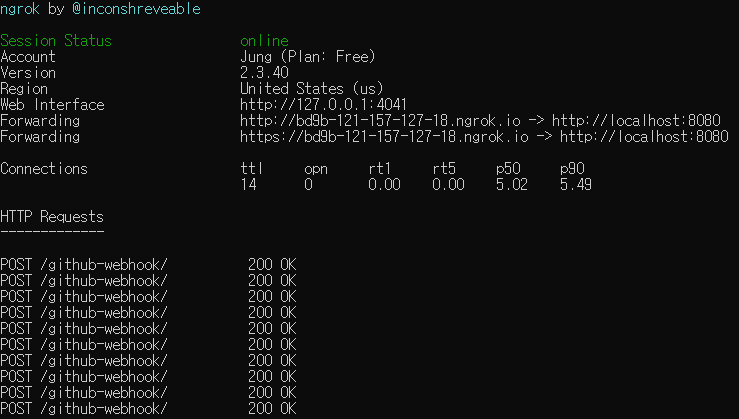 ngrok by @inconshreveable
Session Status online
Account Jung (Plan: Free)
Version 2.3.40
Region United States (us)
Web Interface http://127.0.0.1:4041
Forwarding http://bd9b-121-157-127-18.ngrok.io -> http://localhost:8080
Forwarding https://bd9b-121-157-127-18.ngrok.io -> http://localhost:8080
Connections ttl opn rt1 rt5 p50 p90
14 0 0.00 0.00 5.02 5.49
HTTP Requests
-------------
POST /github-webhook/ 200 OK
POST /github-webhook/ 200 OK
POST /github-webhook/ 200 OK
POST /github-webhook/ 200 OK
POST /github-webhook/ 200 OK
POST /github-webhook/ 200 OK
POST /github-webhook/ 200 OK
POST /github-webhook/ 200 OK
POST /github-webhook/ 200 OK
POST /github-webhook/ 200 OK